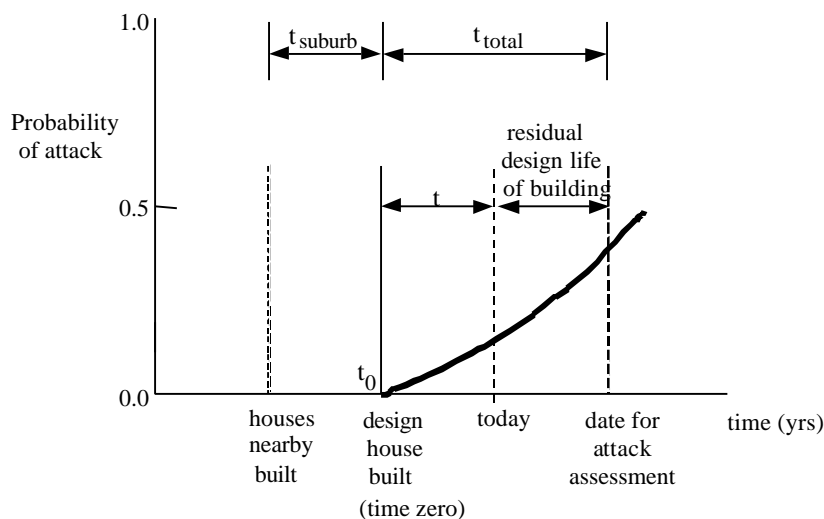 1.0
t suburb
t total
Probability
of attack
residual
design life
of building
0.5
t
t0
0.0
houses
nearby
built
design
house
built
(time zero)
today
date for
attack
assessment
time (yrs)